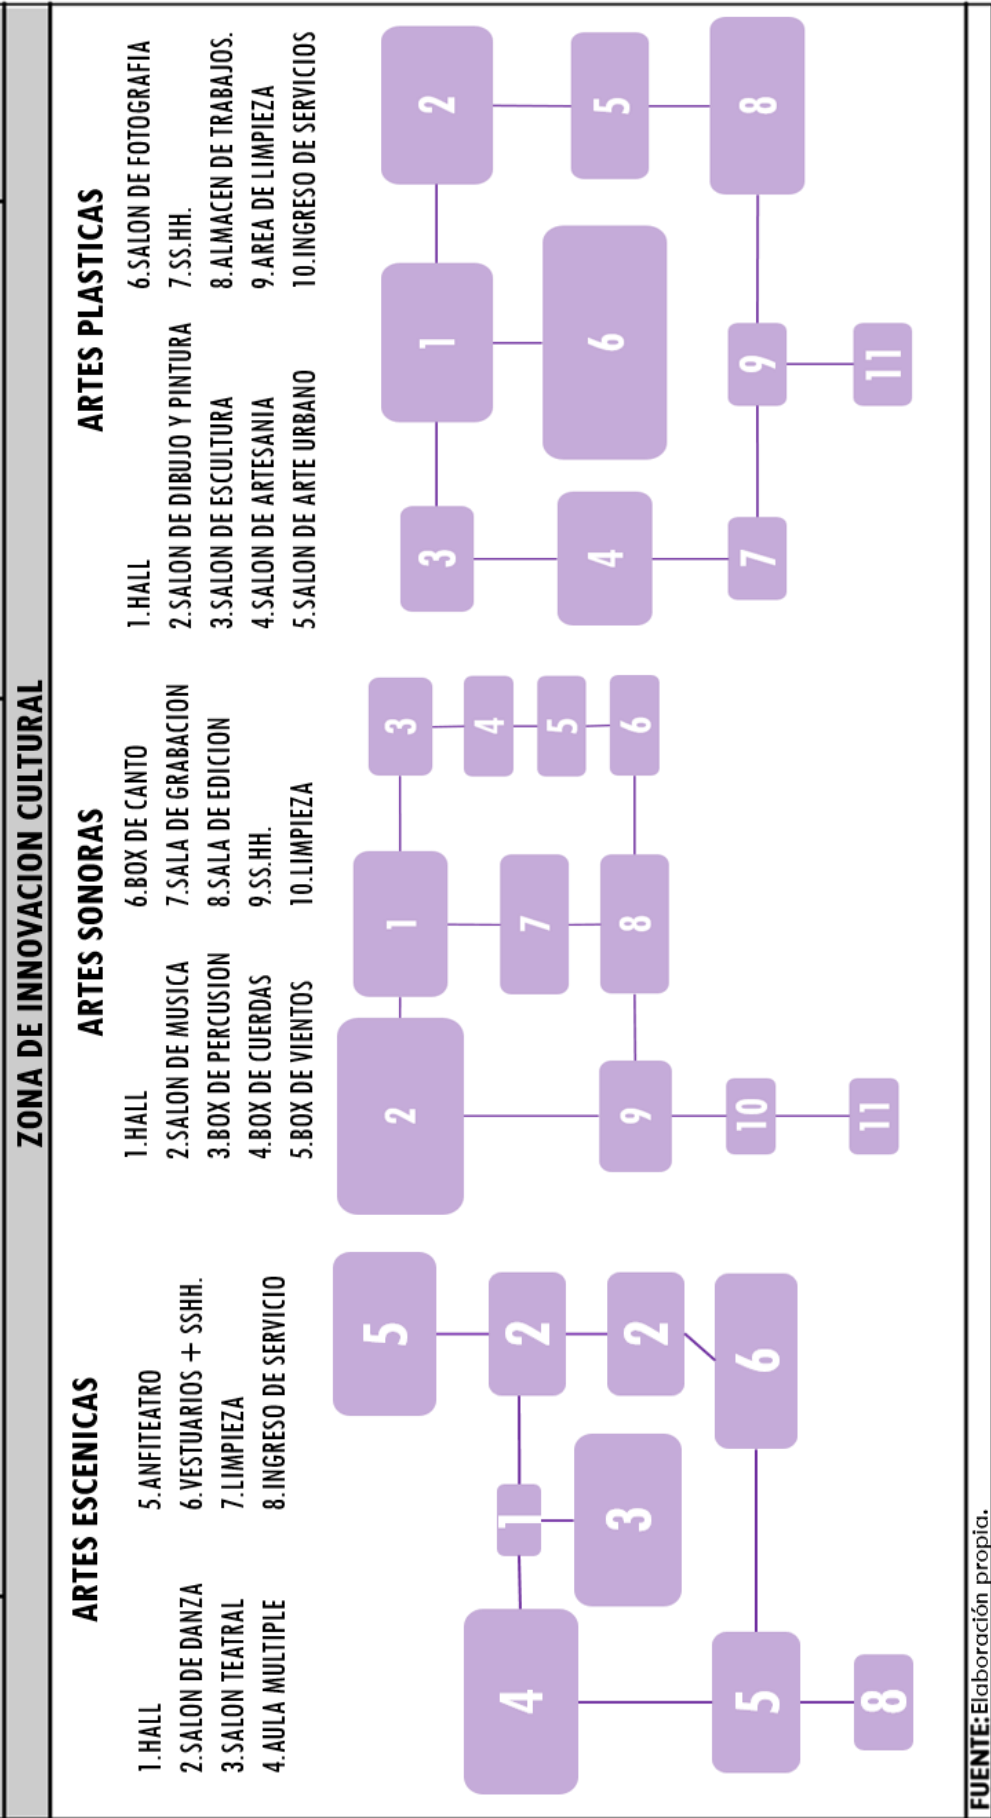 ZONA DE INNOVACION CULTURAL
ARTES ESCENICAS
1.HALL
2.SALON DE DANZA
3.SALON TEATRAL
4.AULA MULTIPLE
5.ANFITEATRO
6.VESTUARIOS + SSHH.
7.LIMPIEZA
8.INGRESO DE SERVICIO
5
4
1
2
3
2
6
5
8
ARTES SONORAS
1.HALL
2.SALON DE MUSICA
3.BOX DE PERCUSION
4.BOX DE CUERDAS
5.BOX DE VIENTOS
6.BOX DE CANTO
7.SALA DE GRABACION
8.SALA DE EDICION
9.SS.HH.
10.LIMPIEZA
2
1
3
4
7
5
9
8
6
10
11
ARTES PLASTICAS
1.HALL
2.SALON DE DIBUJO Y PINTURA
3.SALON DE ESCULTURA
4.SALON DE ARTESANIA
5.SALON DE ARTE URBANO
6.SALON DE FOTOGRAFIA
7.SS.HH.
8.ALMACEN DE TRABAJOS.
9.AREA DE LIMPIEZA
10.INGRESO DE SERVICIOS
3
1
2
4
6
5
7
9
8
11
FUENTE:Elaboración propia.